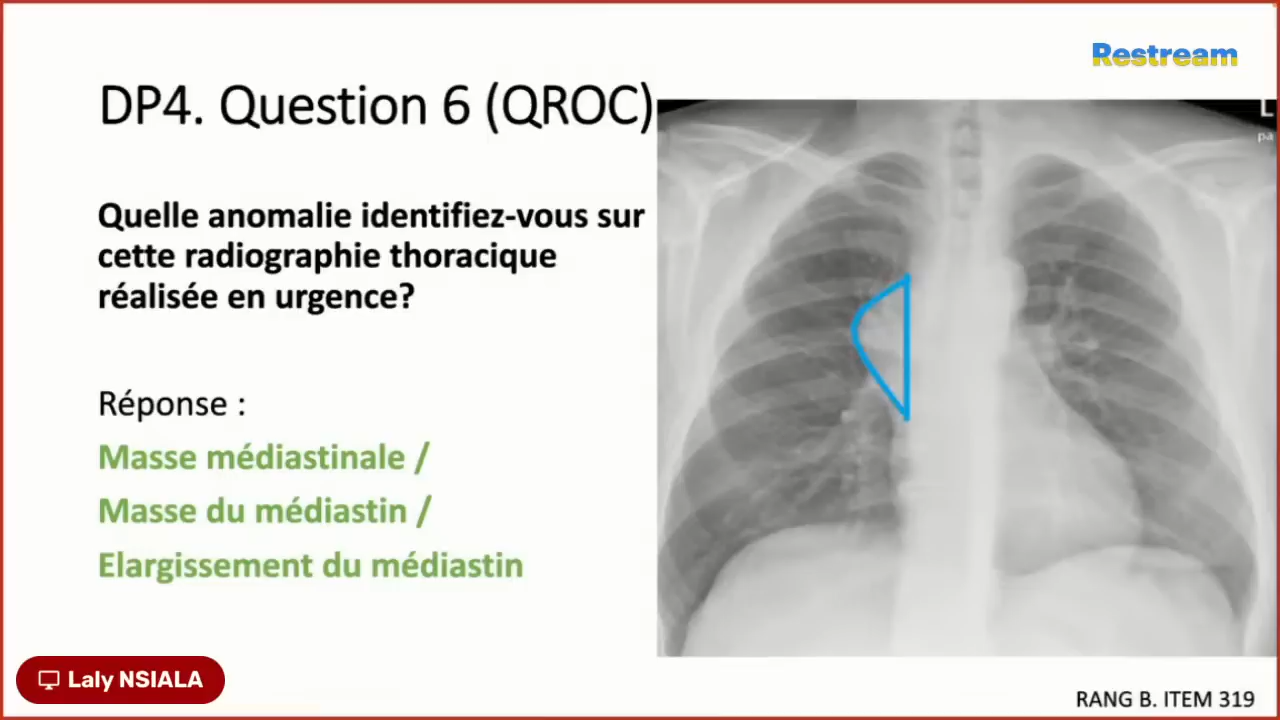 Restream
DP4. Question 6 (QROC)
L
pa
Quelle anomalie identifiez-vous sur
cette radiographie thoracique
réalisée en urgence?
Réponse :
Masse médiastinale /
Masse du médiastin /
Elargissement du médiastin
Laly NSIALA
RANG B. ITEM 319